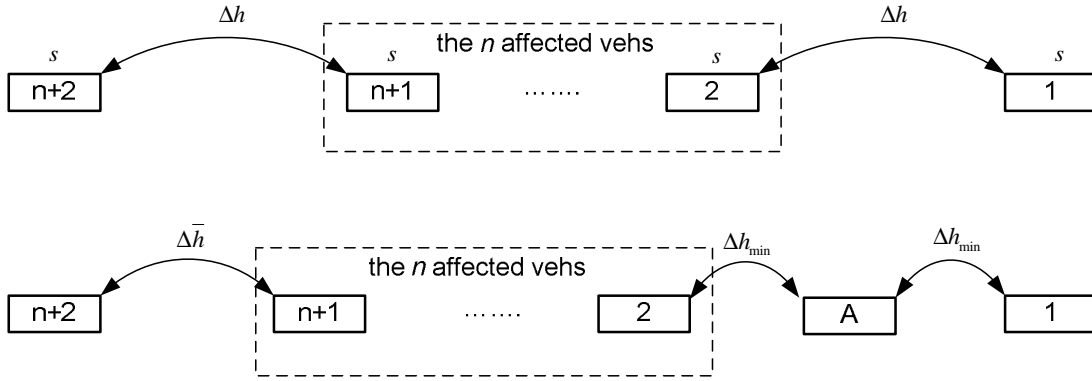 Δh Δh
the n affected vehs
s s s s
n+2 n+1 ....... 2 1
Δh̄ Δhmin Δhmin
the n affected vehs
n+2 n+1 ....... 2 A 1